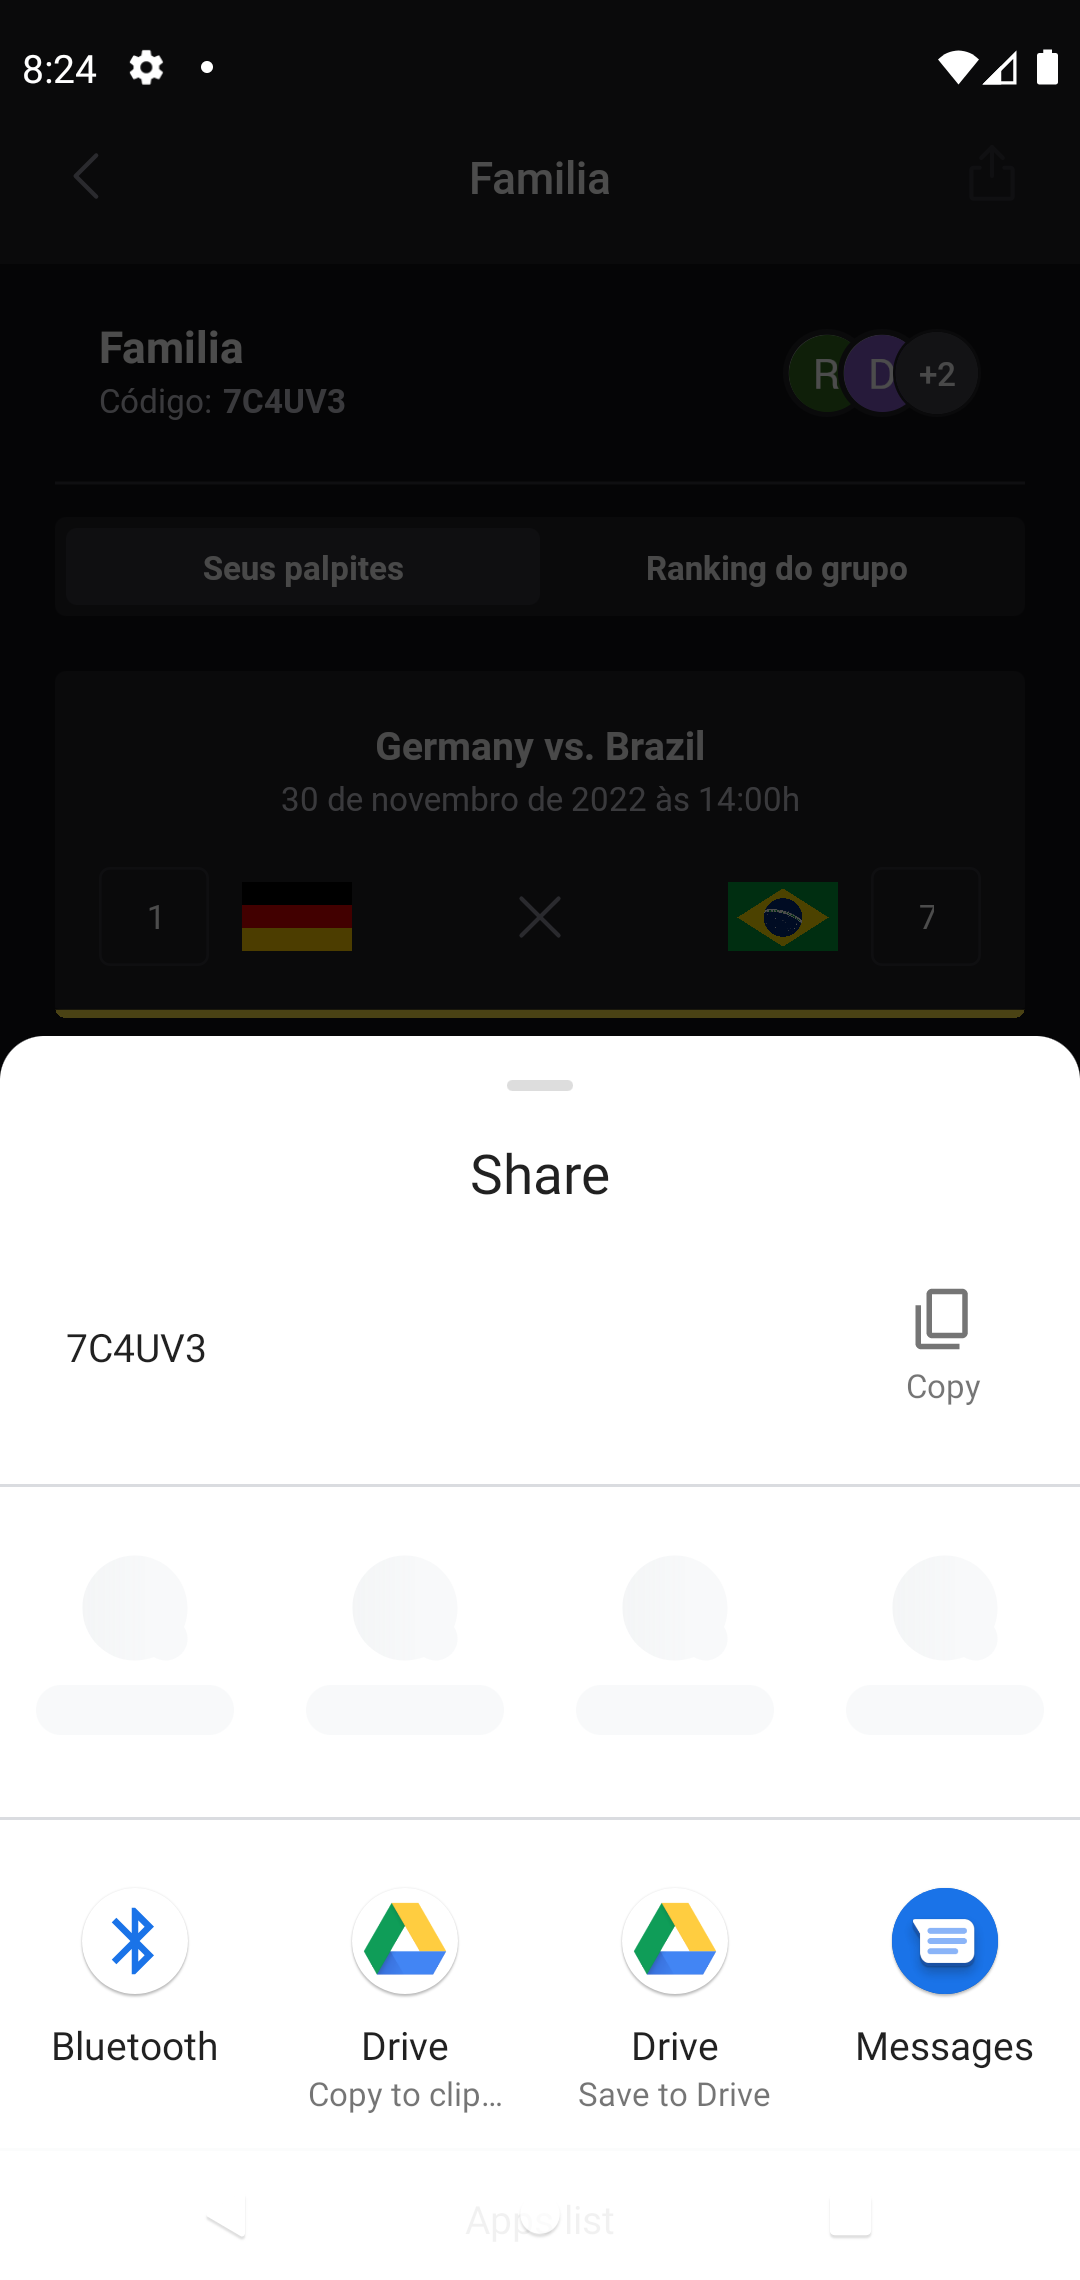 8:24
Familia
Familia
Código: 7C4UV3
R
D
+2
Seus palpites
Ranking do grupo
Germany vs. Brazil
30 de novembro de 2022 às 14:00h
1
7
Share
7C4UV3
Copy
Bluetooth
Drive
Copy to clip...
Drive
Save to Drive
Messages
Apps list